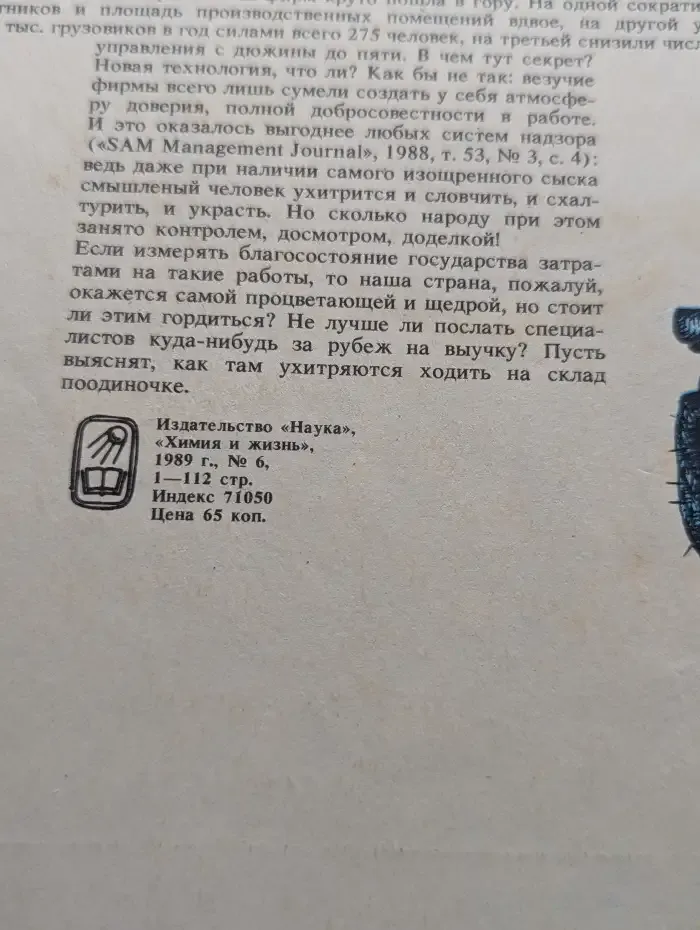 тников и площадь производственных помещений вдвое, на другой у
тыс. грузовиков в год силами всего 275 человек, на третьей снизили числ
управления с дюжины до пяти. В чем тут секрет?
Новая технология, что ли? Как бы не так: везучие
фирмы всего лишь сумели создать у себя атмосфе-
ру доверия, полной добросовестности в работе.
И это оказалось выгоднее любых систем надзора
(«SAM Management Journal», 1988, т. 53, № 3, с. 4):
ведь даже при наличии самого изощренного сыска
смышленый человек ухитрится и словчить, и схал-
турить, и украсть. Но сколько народу при этом
занято контролем, досмотром, доделкой!
Если измерять благосостояние государства затра-
тами на такие работы, то наша страна, пожалуй,
окажется самой процветающей и щедрой, но стоит
ли этим гордиться? Не лучше ли послать специа-
листов куда-нибудь за рубеж на выучку? Пусть
выяснят, как там ухитряются ходить на склад
поодиночке.
Издательство «Наука»,
«Химия и жизнь»,
1989 г., № 6,
1—112 стр.
Индекс 71050
Цена 65 коп.